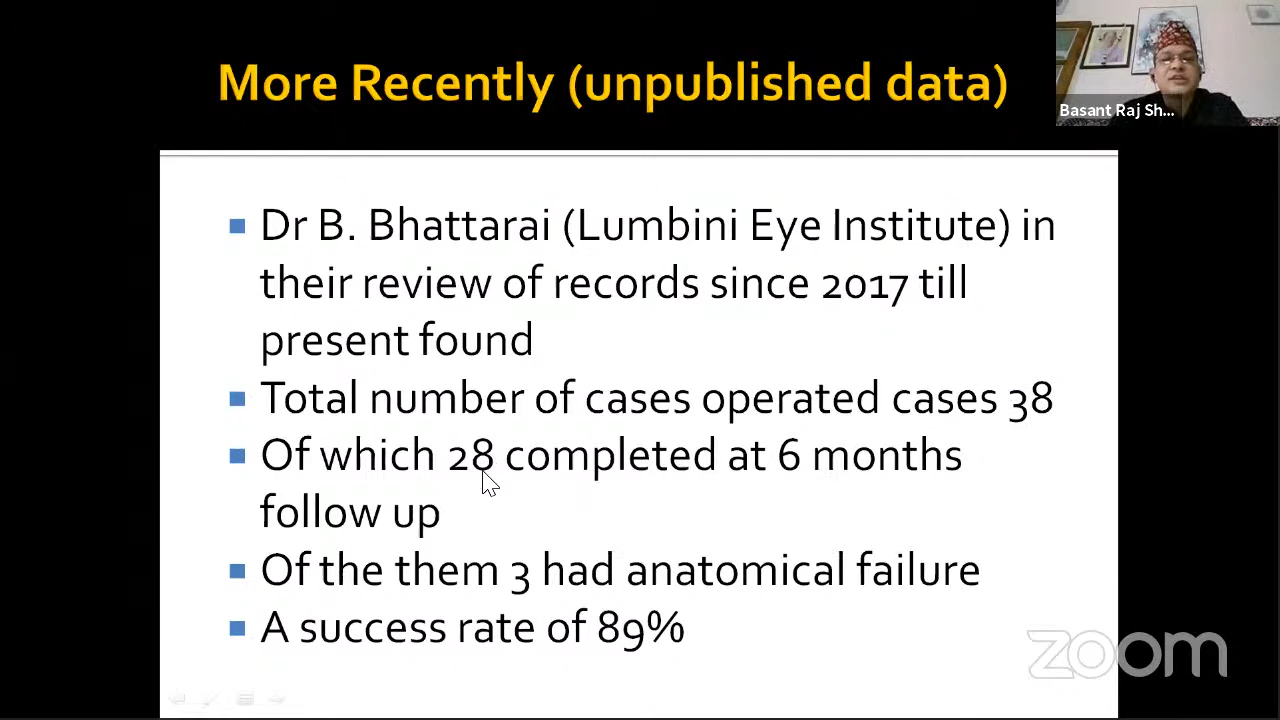 More Recently (unpublished data)
Basant Raj Sh...
Dr B. Bhattarai (Lumbini Eye Institute) in
their review of records since 2017 till
present found
Total number of cases operated cases 38
Of which 28 completed at 6 months
follow up
Of the them 3 had anatomical failure
A success rate of 89%
zoom